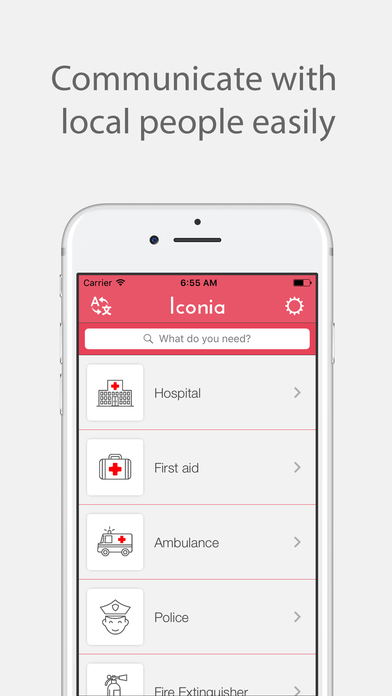 Communicate with
local people easily
Carrier 6:55 AM
Iconia
What do you need?
Hospital
First aid
Ambulance
Police
Fire Extinguisher